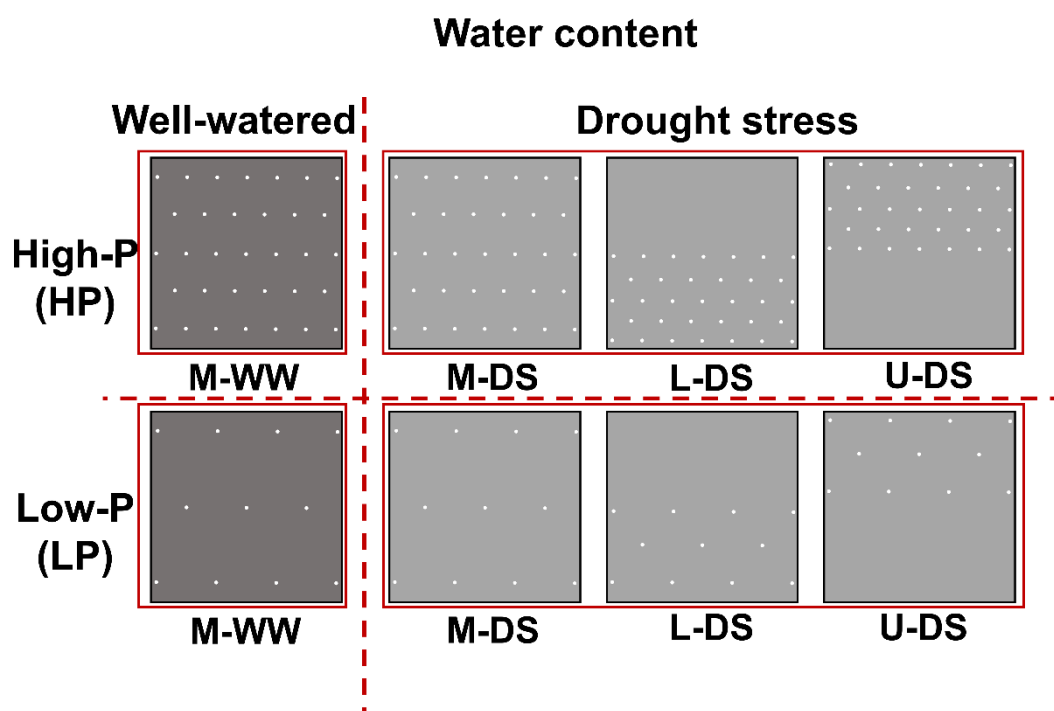 Water content
Well-watered
Drought stress
High-P
(HP)
M-WW
M-DS
L-DS
U-DS
Low-P
(LP)
M-WW
M-DS
L-DS
U-DS